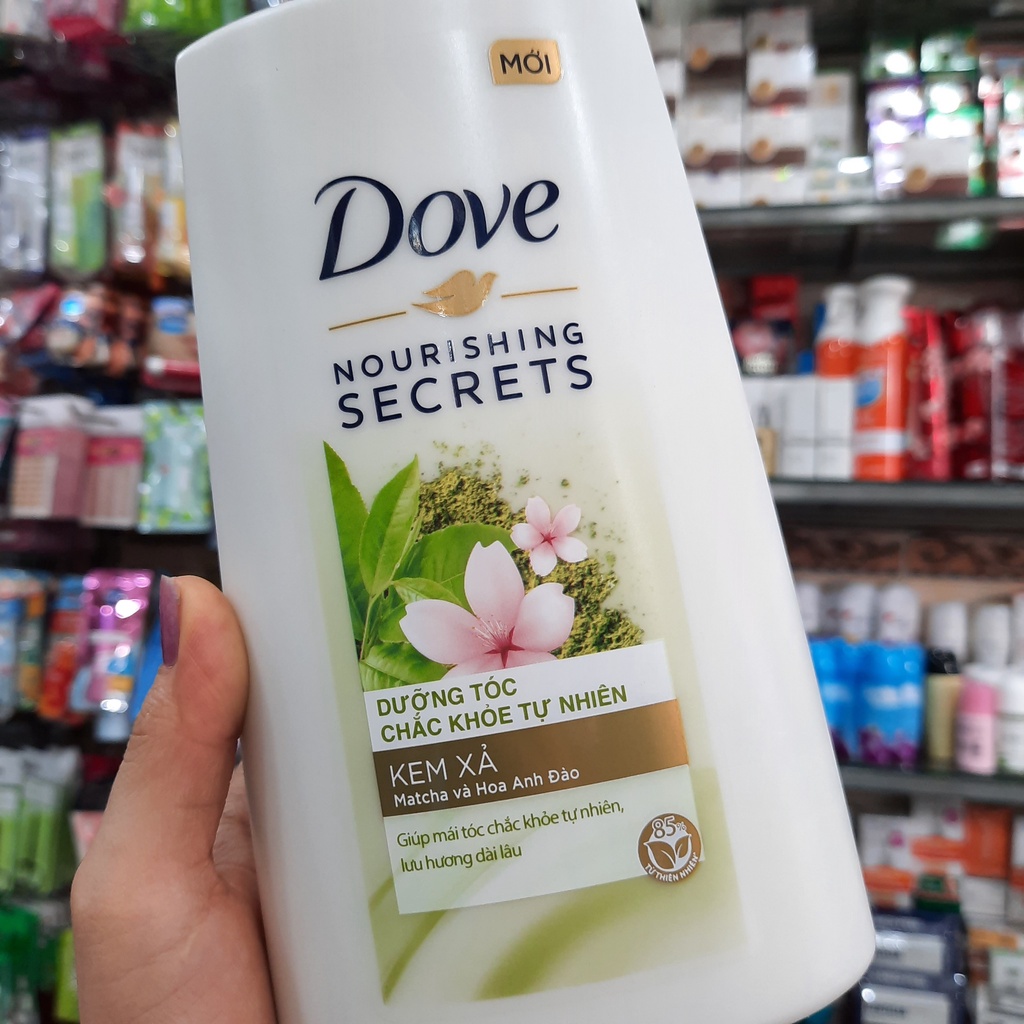 MỚI
Dove
NOURISHING
SECRETS
DƯỠNG TÓC
CHẮC KHỎE TỰ NHIÊN
KEM XẢ
Matcha và Hoa Anh Đào
Giúp mái tóc chắc khỏe tự nhiên,
lưu hương dài lâu
85%
TỪ THIÊN NHIÊN